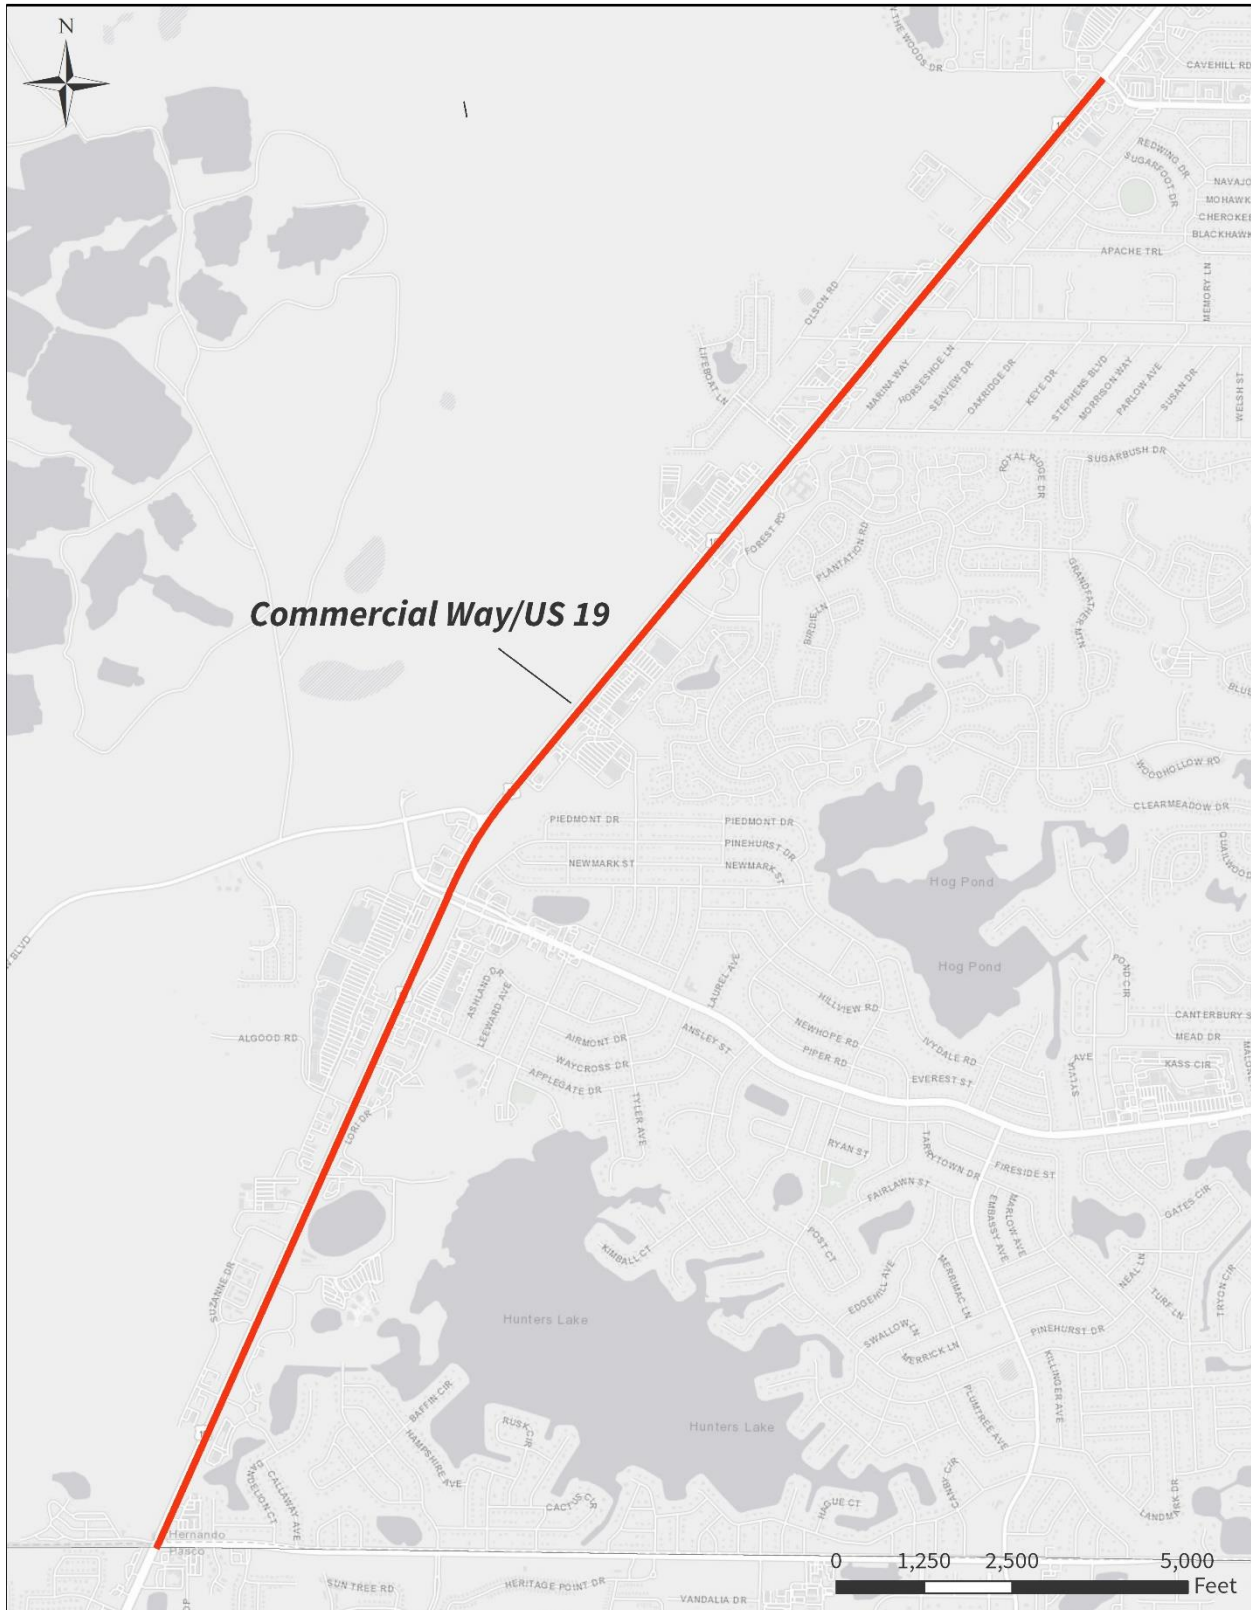 N
THE WOODS DR
CAVEHILL RD
REDWING DR
SUGARFOOT DR
NAVAJO
MOHAWK
CHEROKEE
BLACKHAWK
APACHE TRL
MEMORY LN
OLSON RD
LIFEBOAT LN
MARINA WAY
HORSESHOE LN
SEAVIEW DR
OAKRIDGE DR
KEYE DR
STEPHENS BLVD
MORRISON WAY
PARLOW AVE
SUSAN DR
WELSH ST
ROYAL RIDGE DR
SUGARBUSH DR
FOREST RD
PLANTATION RD
BIRDIE LN
GRANDFATHER MTN
Commercial Way/US 19
WOODHOLLOW RD
CLEARMEADOW DR
PIEDMONT DR
PIEDMONT DR
PINEHURST DR
NEWMARK ST
NEWMARK ST
QUAILWOOD
Hog Pond
Hog Pond
BLVD
POND CIR
ASHLAND DR
LEEWARD AVE
LAUREL AVE
HILLVIEW RD
NEWHOPE RD
PIPER RD
IVYDALE RD
CANTERBURY S
MEAD DR
KASS CIR
SYLVIA AVE
ALGOOD RD
AIRMONT DR
ANSLEY ST
WAYCROSS DR
APPLEGATE DR
EVEREST ST
TYLER AVE
LORI DR
RYAN ST
TARRYTOWN DR
FIRESIDE ST
FAIRLAWN ST
EMBASSY AVE
MARLOW AVE
GATES CIR
KIMBALL CT
POST CT
SUZANNE DR
EDGEHILL AVE
MERRIMAC LN
NEAL LN
TURF LN
TRYON CIR
Hunters Lake
SWALLOW LN
MERRICK LN
PINEHURST DR
KILLINGER AVE
BAFFIN CIR
PLUMTREE AVE
RUSK CIR
Hunters Lake
HAMPSHIRE AVE
CANBY CIR
DANDELION CT
CALLAWAY AVE
CACTUS CIR
HAGUE CT
LANDMARK DR
Hernando
Pasco
0 1,250 2,500 5,000
Feet
SUN TREE RD
HERITAGE POINT DR
VANDALIA DR